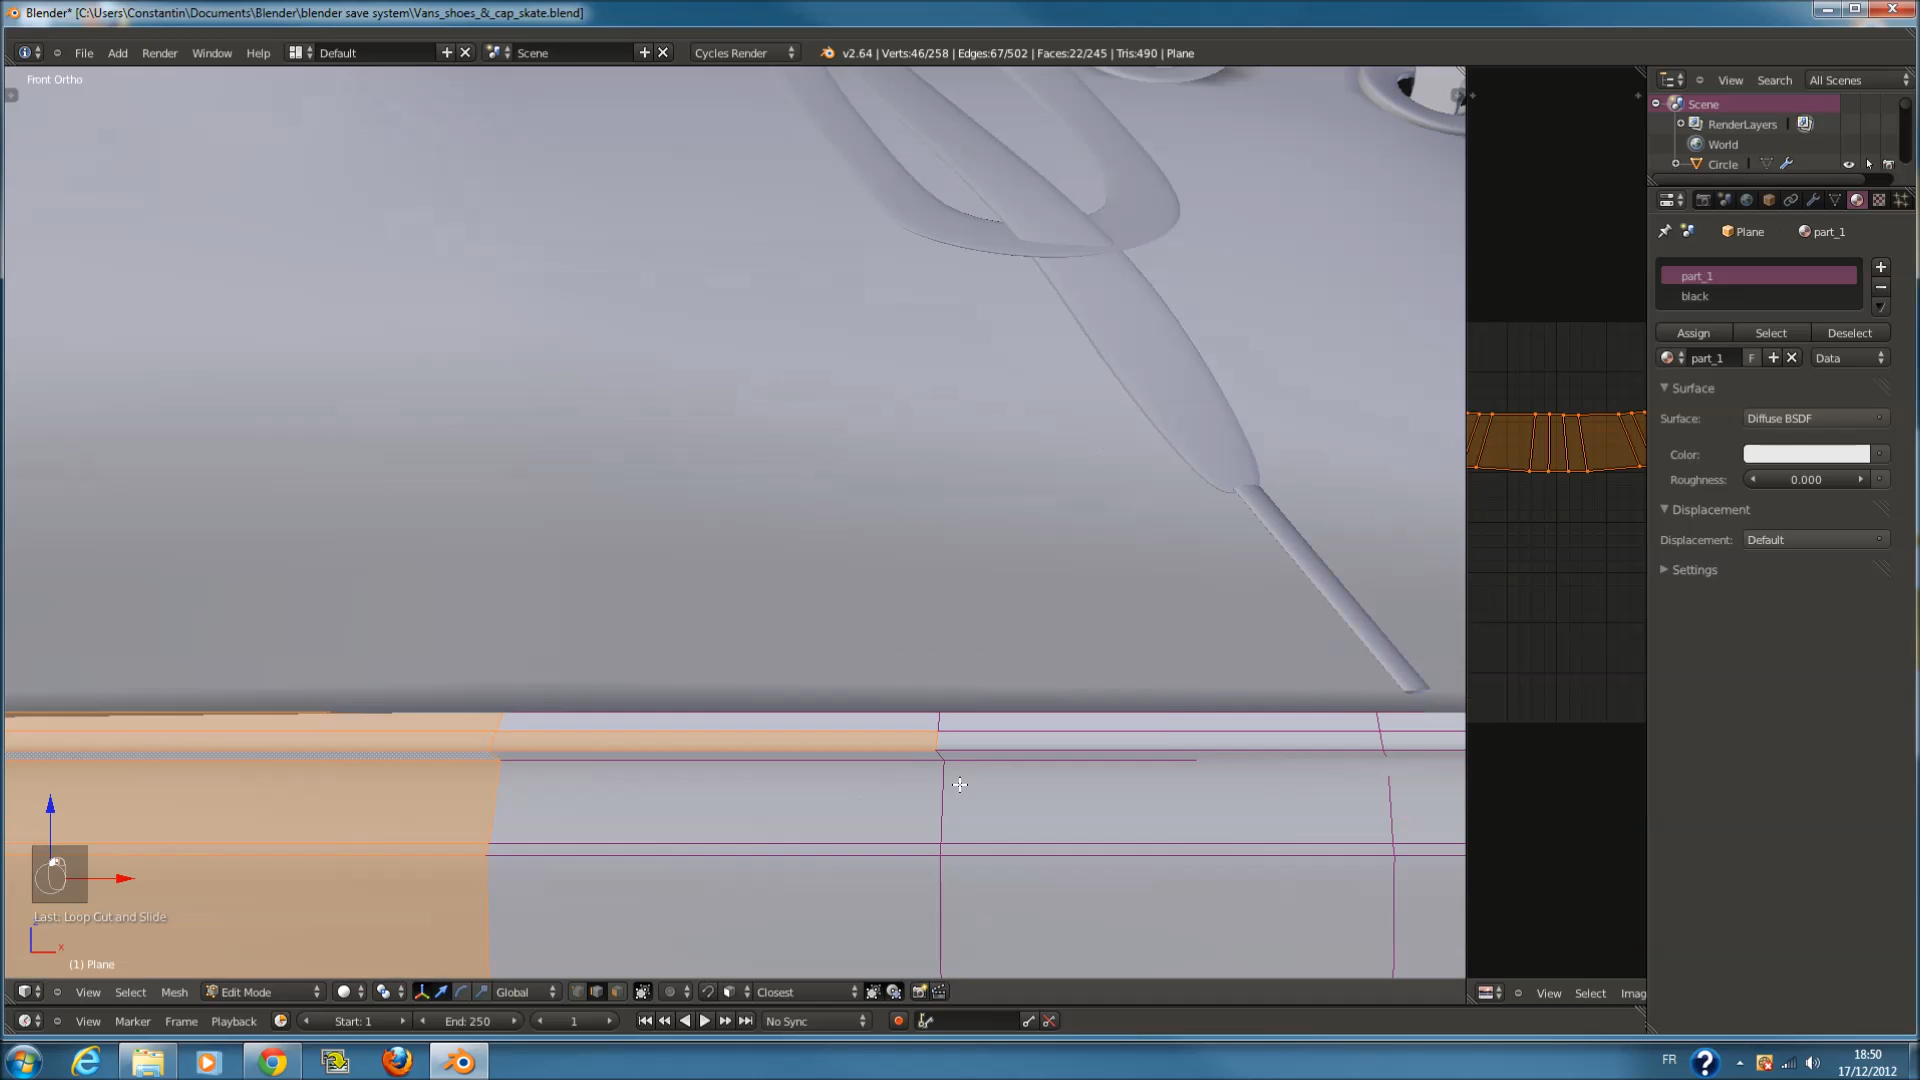 Blender* [C:\Users\Constantin\Documents\Blender\blender save system\Vans_shoes_&_cap_skate.blend]
File Add Render Window Help Default Scene Cycles Render v2.64 | Verts:46/258 | Edges:67/502 | Faces:22/245 | Tris:490 | Plane
Front Ortho
View Search All Scenes
Scene
RenderLayers
World
Circle
Plane part_1
part_1
black
Assign Select Deselect
part_1 F Data
Surface
Surface: Diffuse BSDF
Color:
Roughness: 0.000
Displacement
Displacement: Default
Settings
Last: Loop Cut and Slide
x
(1) Plane
View Select Mesh Edit Mode Global Closest
View Select Imag
View Marker Frame Playback Start: 1 End: 250 1 No Sync
FR
18:50
17/12/2012